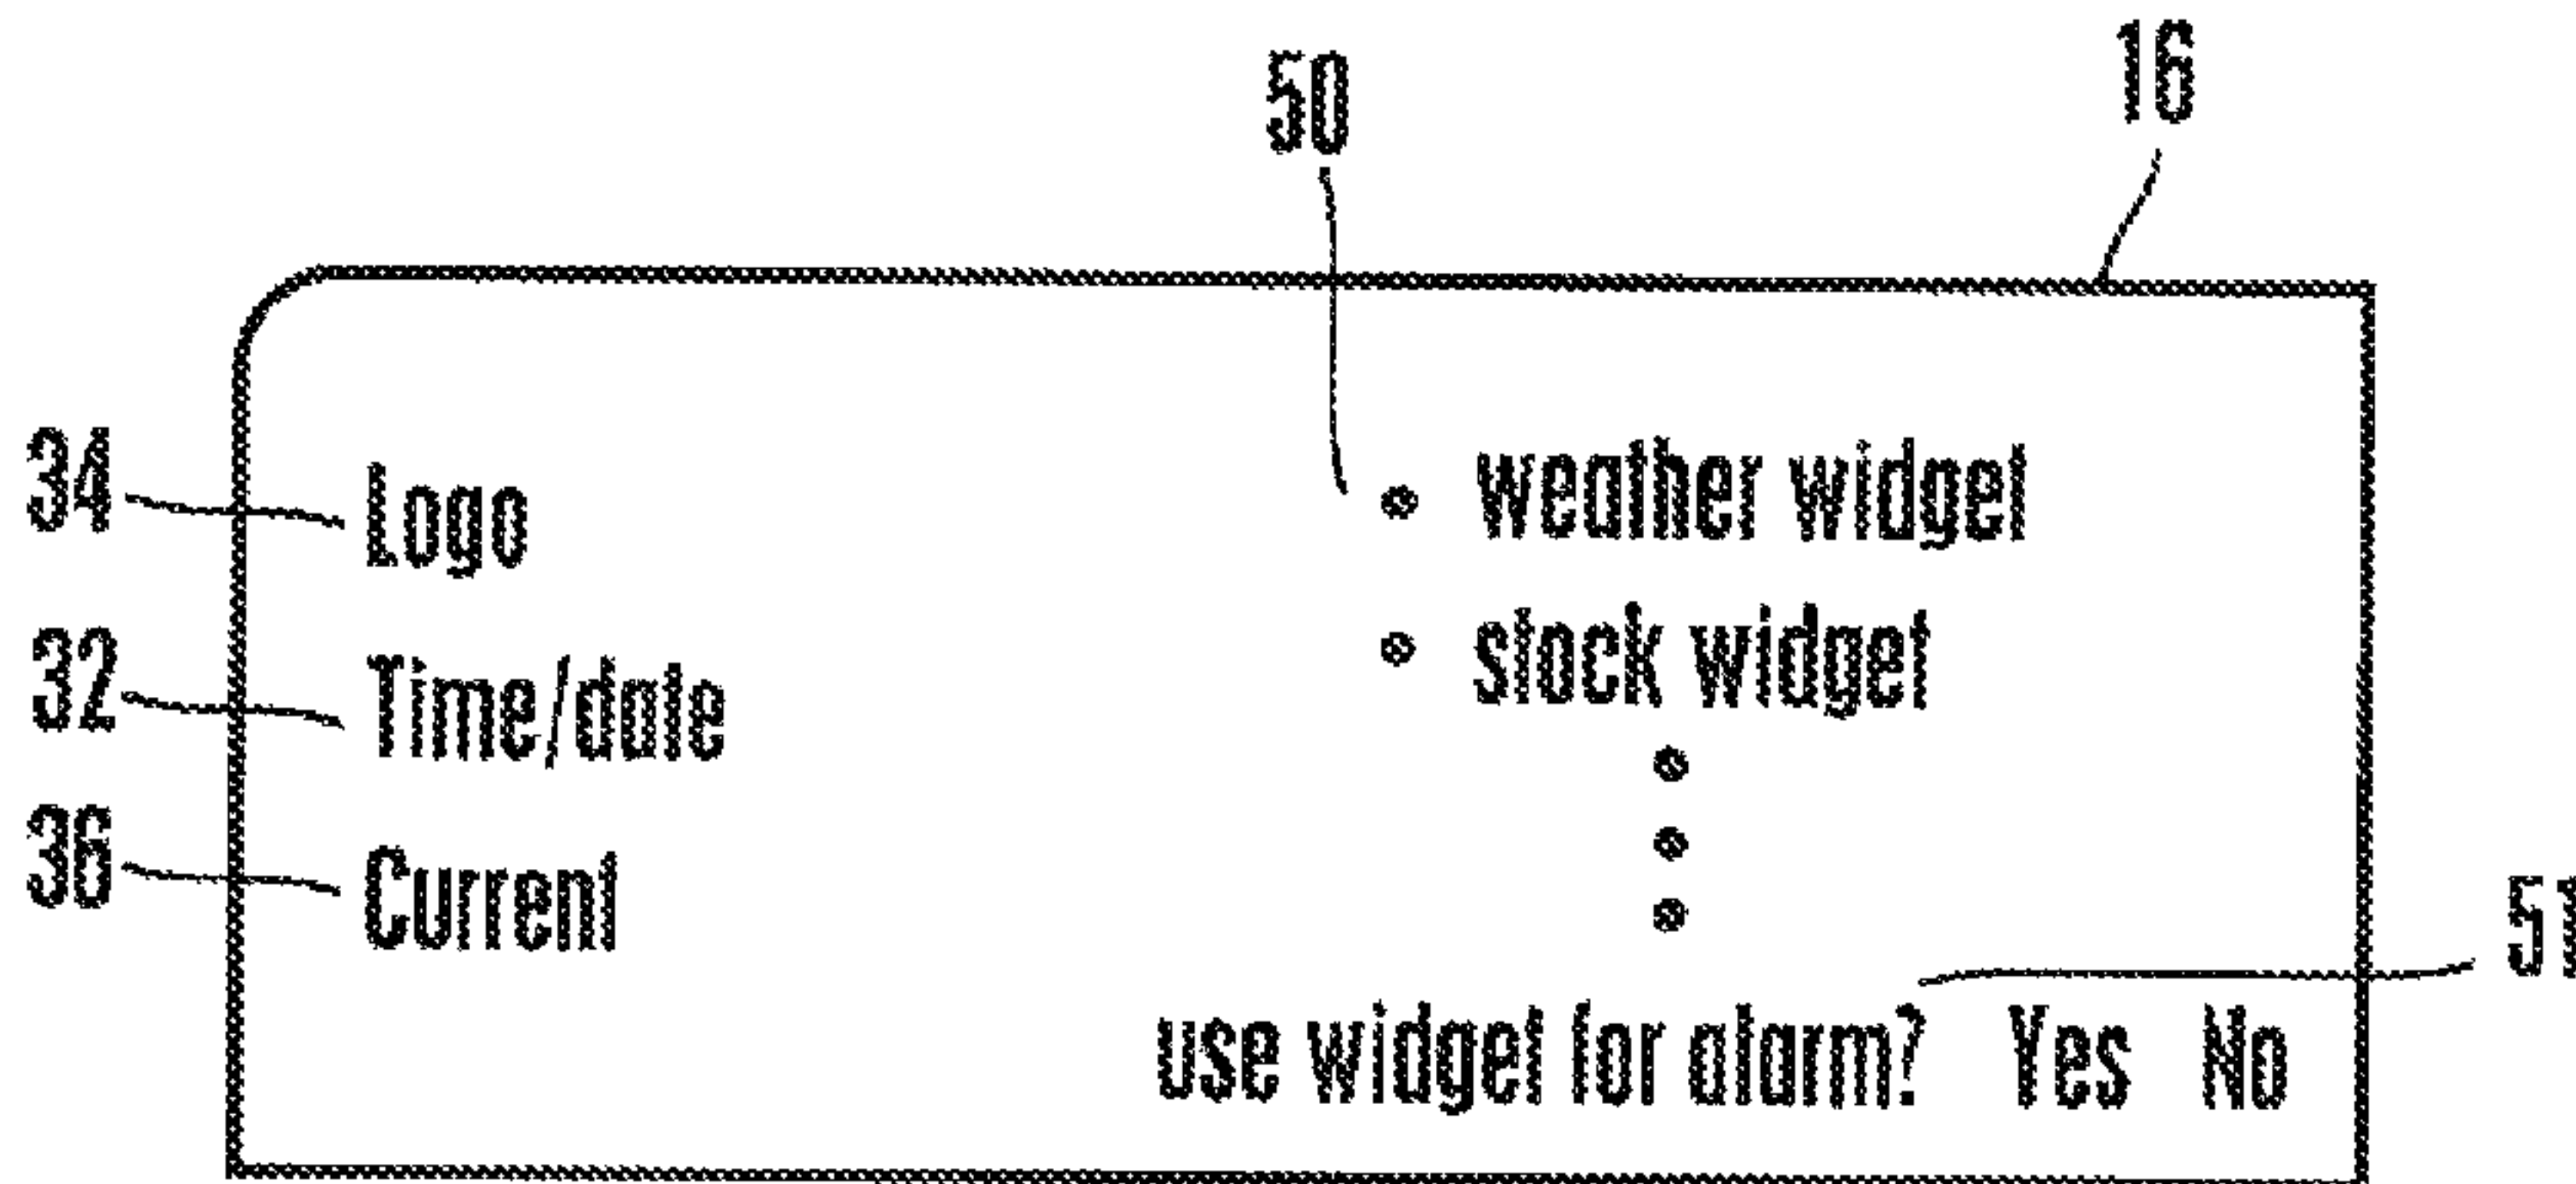 50
16
34
Logo
• weather widget
32
Time/date
• stock widget
36
Current
51
use widget for alarm? Yes No